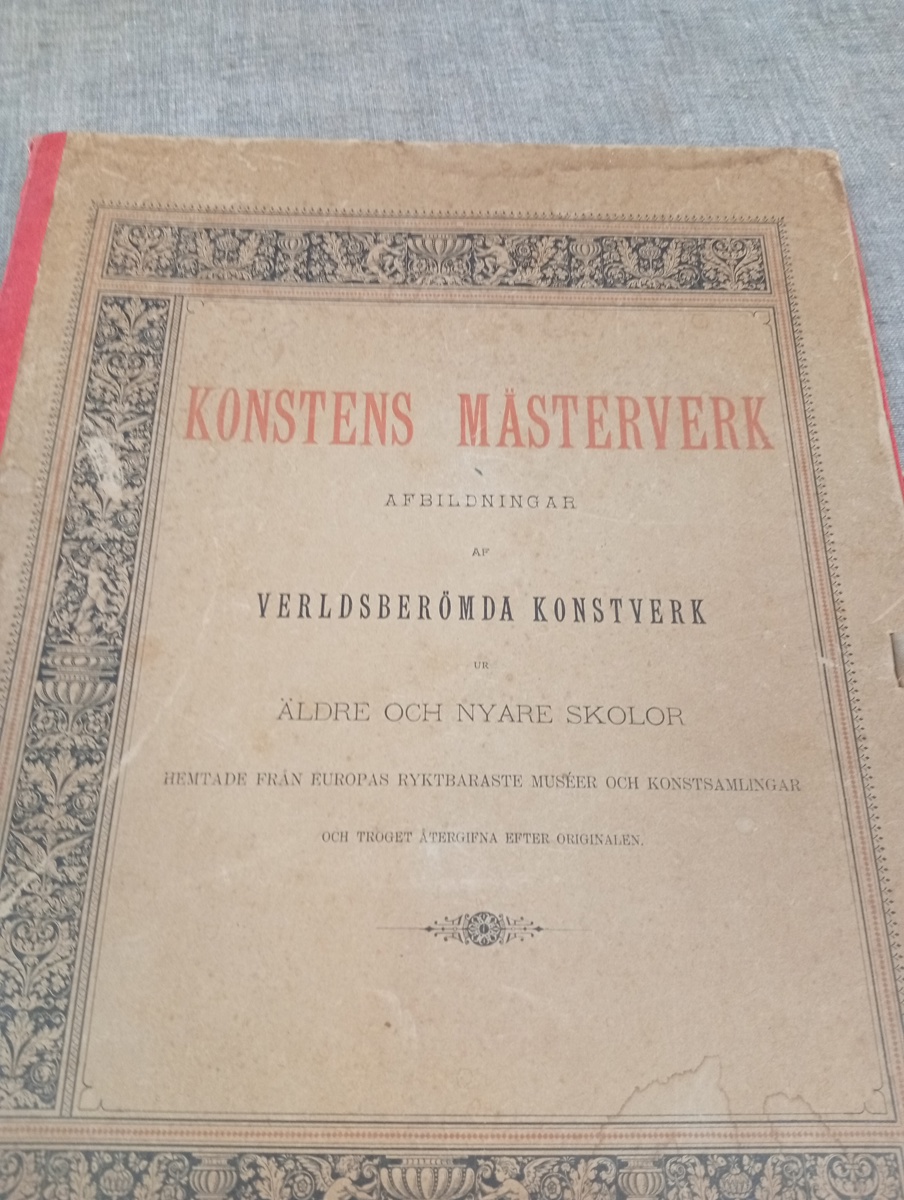 KONSTENS MÄSTERVERK
AFBILDNINGAR
AF
VERLDSBERÖMDA KONSTVERK
UR
ÄLDRE OCH NYARE SKOLOR
HEMTADE FRÅN EUROPAS RYKTBARASTE MUSÉER OCH KONSTSAMLINGAR
OCH TROGET ÅTERGIFNA EFTER ORIGINALEN.